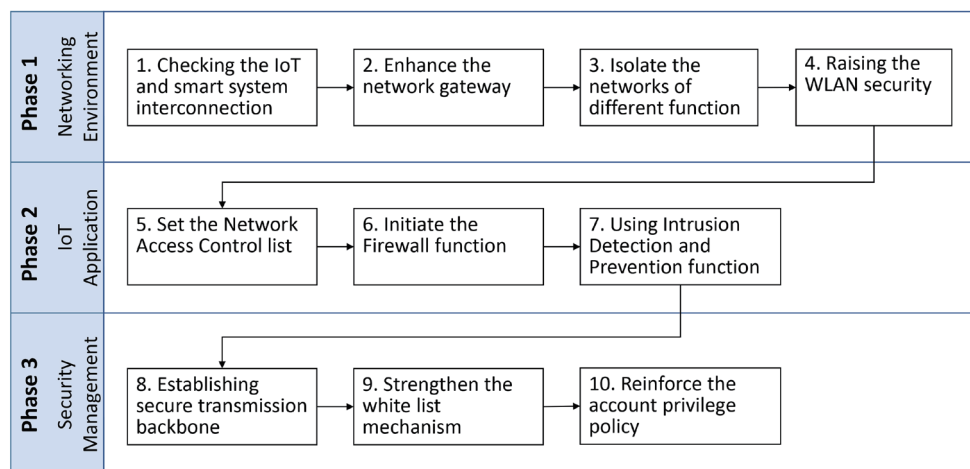 Phase 1
Networking
Environment
1. Checking the IoT
and smart system
interconnection
2. Enhance the
network gateway
3. Isolate the
networks of
different function
4. Raising the
WLAN security
Phase 2
IoT
Application
5. Set the Network
Access Control list
6. Initiate the
Firewall function
7. Using Intrusion
Detection and
Prevention function
Phase 3
Security
Management
8. Establishing
secure transmission
backbone
9. Strengthen the
white list
mechanism
10. Reinforce the
account privilege
policy